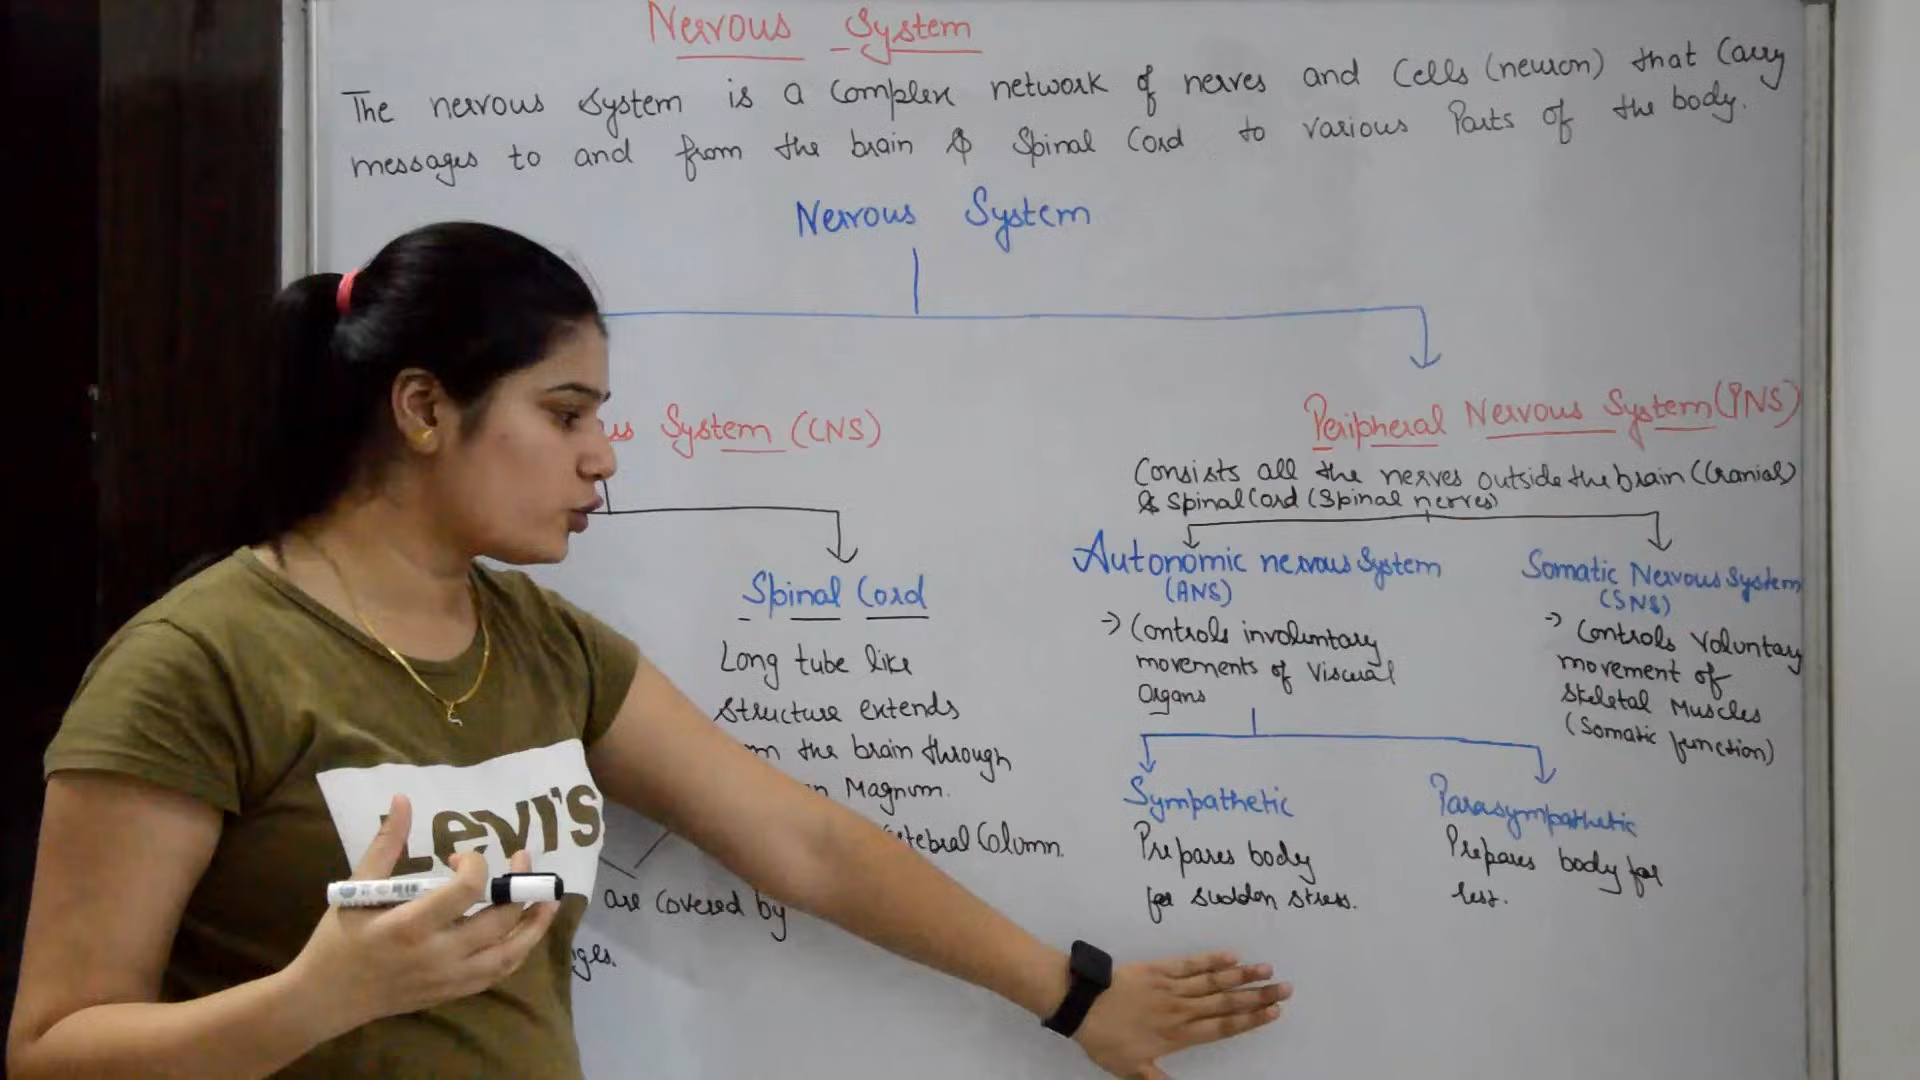 Nervous System
The nervous System is a Complex network of nerves and Cells (neuron) that Carry
messages to and from the brain & Spinal Cord to various Parts of the body.
Nervous System
System (CNS)
Peripheral Nervous System (PNS)
Consists all the nerves outside the brain (Cranial)
& Spinal Cord (Spinal nerves)
Spinal Cord
Long tube like
Structure extends
the brain through
Magnum.
Column.
are covered by
Autonomic nervous System
(ANS)
→ Controls involuntary
movements of Visceral
Organs
Somatic Nervous System
(SNS)
→ Controls Voluntary
movement of
Skeletal Muscles
(Somatic function)
Sympathetic
Prepares body
for Sudden Stress.
Parasympathetic
Prepares body for
rest.
Levi's